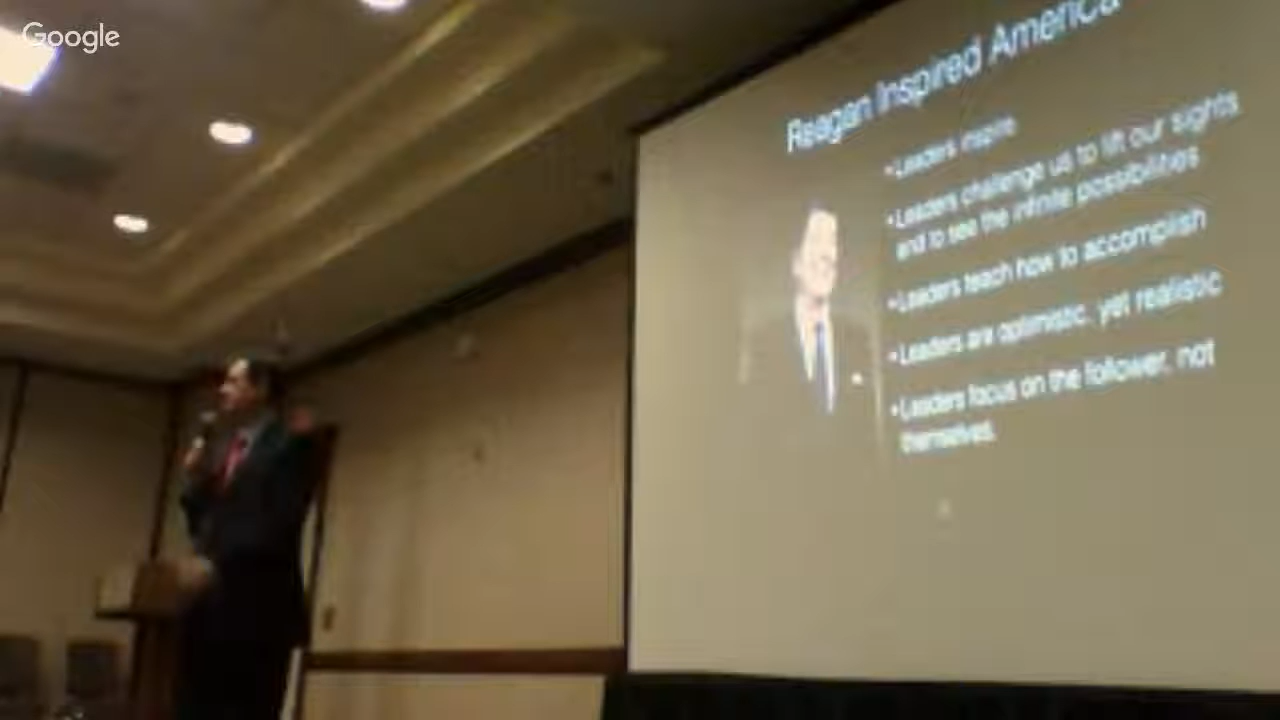 Google
Reagan Inspired America
•Leaders inspire
•Leaders challenge us to lift our sights
and to see the infinite possibilities
•Leaders teach how to accomplish
•Leaders are optimistic, yet realistic
•Leaders focus on the follower, not
themselves.